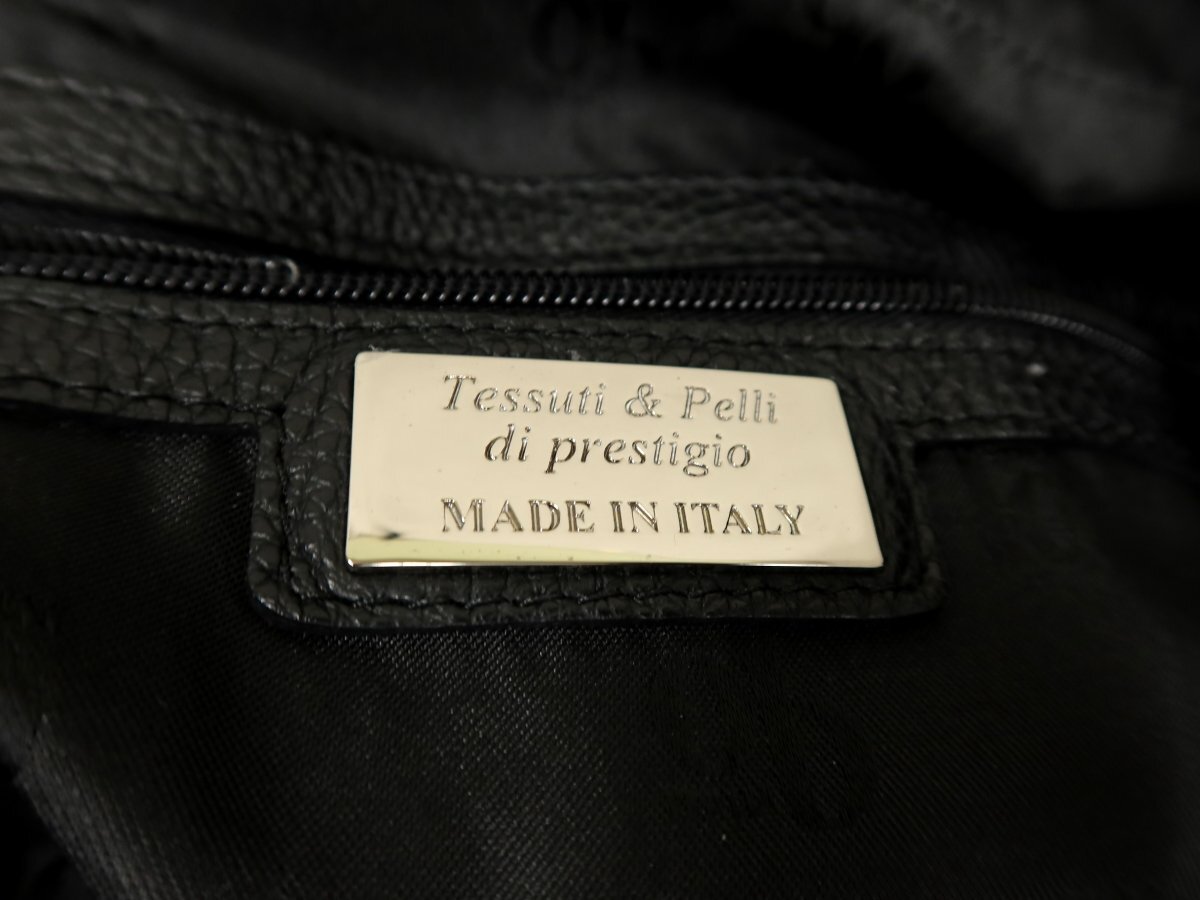 Tessuti & Pelli
di prestigio
MADE IN ITALY